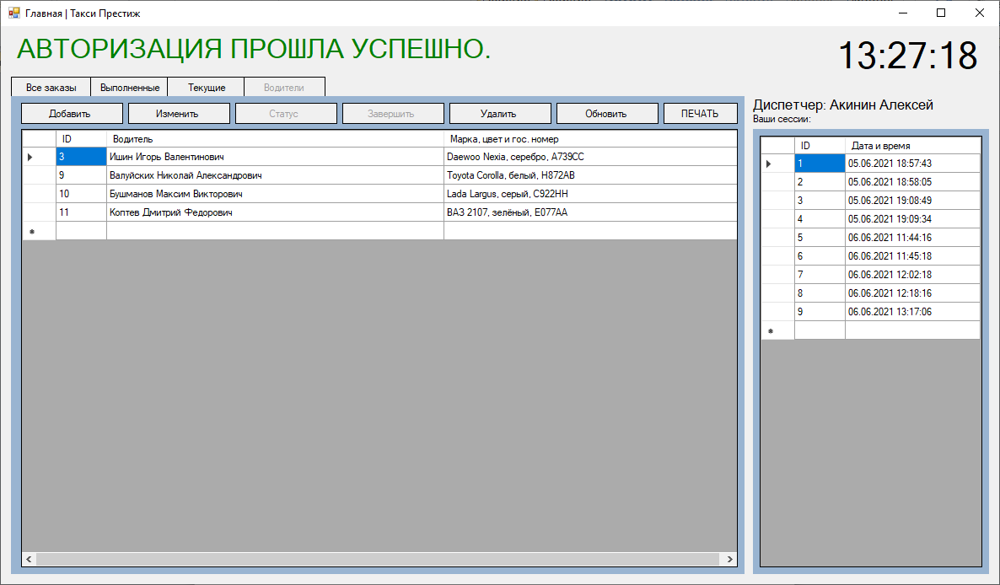 Главная | Такси Престиж
АВТОРИЗАЦИЯ ПРОШЛА УСПЕШНО.
13:27:18
Все заказы Выполненные Текущие Водители
Добавить Изменить Статус Завершить Удалить Обновить ПЕЧАТЬ
ID Водитель Марка, цвет и гос. номер
3 Ишин Игорь Валентинович Daewoo Nexia, серебро, А739СС
9 Валуйских Николай Александрович Toyota Corolla, белый, Н872АВ
10 Бушманов Максим Викторович Lada Largus, серый, С922НН
11 Коптев Дмитрий Федорович ВАЗ 2107, зелёный, Е077АА
Диспетчер: Акинин Алексей
Ваши сессии:
ID Дата и время
1 05.06.2021 18:57:43
2 05.06.2021 18:58:05
3 05.06.2021 19:08:49
4 05.06.2021 19:09:34
5 06.06.2021 11:44:16
6 06.06.2021 11:45:18
7 06.06.2021 12:02:18
8 06.06.2021 12:18:16
9 06.06.2021 13:17:06